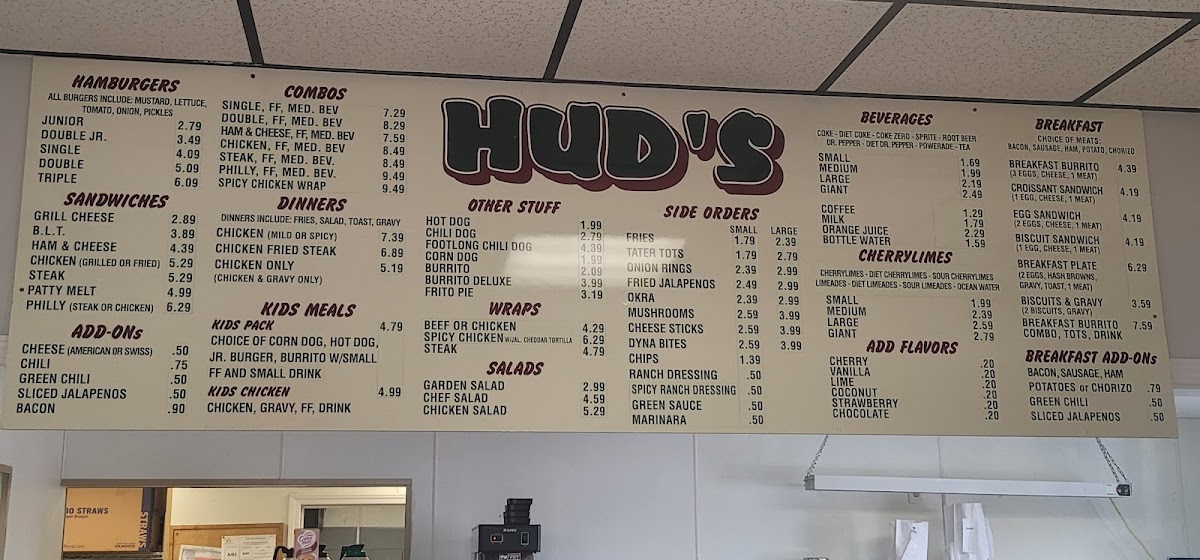 HUD'S
HAMBURGERS
ALL BURGERS INCLUDE: MUSTARD, LETTUCE,
TOMATO, ONION, PICKLES
JUNIOR 2.79
DOUBLE JR. 3.49
SINGLE 4.09
DOUBLE 5.09
TRIPLE 6.09
SANDWICHES
GRILL CHEESE 2.89
B.L.T. 3.89
HAM & CHEESE 4.39
CHICKEN (GRILLED OR FRIED) 5.29
STEAK 5.29
PATTY MELT 4.99
PHILLY (STEAK OR CHICKEN) 6.29
ADD-ONs
CHEESE (AMERICAN OR SWISS) .50
CHILI .75
GREEN CHILI .50
SLICED JALAPENOS .50
BACON .90
COMBOS
SINGLE, FF, MED. BEV 7.29
DOUBLE, FF, MED. BEV 8.29
HAM & CHEESE, FF, MED. BEV 7.59
CHICKEN, FF, MED. BEV 8.49
STEAK, FF, MED. BEV. 8.49
PHILLY, FF, MED. BEV. 9.49
SPICY CHICKEN WRAP 9.49
DINNERS
DINNERS INCLUDE: FRIES, SALAD, TOAST, GRAVY
CHICKEN (MILD OR SPICY) 7.39
CHICKEN FRIED STEAK 6.89
CHICKEN ONLY 5.19
(CHICKEN & GRAVY ONLY)
KIDS MEALS
KIDS PACK 4.79
CHOICE OF CORN DOG, HOT DOG,
JR. BURGER, BURRITO W/SMALL
FF AND SMALL DRINK
KIDS CHICKEN 4.99
CHICKEN, GRAVY, FF, DRINK
OTHER STUFF
HOT DOG 1.99
CHILI DOG 2.79
FOOTLONG CHILI DOG 4.39
CORN DOG 1.99
BURRITO 2.09
BURRITO DELUXE 3.99
FRITO PIE 3.19
WRAPS
BEEF OR CHICKEN 4.29
SPICY CHICKEN W/JAL. CHEDDAR TORTILLA 6.29
STEAK 4.79
SALADS
GARDEN SALAD 2.99
CHEF SALAD 4.59
CHICKEN SALAD 5.29
SIDE ORDERS
SMALL LARGE
FRIES 1.79 2.39
TATER TOTS 1.79 2.79
ONION RINGS 2.39 2.99
FRIED JALAPENOS 2.49 2.99
OKRA 2.39 2.99
MUSHROOMS 2.59 3.99
CHEESE STICKS 2.59 3.99
DYNA BITES 2.59 3.99
CHIPS 1.39
RANCH DRESSING .50
SPICY RANCH DRESSING .50
GREEN SAUCE .50
MARINARA .50
BEVERAGES
COKE - DIET COKE - COKE ZERO - SPRITE - ROOT BEER
DR. PEPPER - DIET DR. PEPPER - POWERADE - TEA
SMALL 1.69
MEDIUM 1.99
LARGE 2.19
GIANT 2.49
COFFEE 1.29
MILK 1.79
ORANGE JUICE 2.29
BOTTLE WATER 1.59
CHERRYLIMES
CHERRYLIMES - DIET CHERRYLIMES - SOUR CHERRYLIMES
LIMEADES - DIET LIMEADES - SOUR LIMEADES - OCEAN WATER
SMALL 1.99
MEDIUM 2.39
LARGE 2.59
GIANT 2.79
ADD FLAVORS
CHERRY .20
VANILLA .20
LIME .20
COCONUT .20
STRAWBERRY .20
CHOCOLATE .20
BREAKFAST
CHOICE OF MEATS:
BACON, SAUSAGE, HAM, POTATO, CHORIZO
BREAKFAST BURRITO 4.39
(3 EGGS, CHEESE, 1 MEAT)
CROISSANT SANDWICH 4.19
(1 EGG, CHEESE, 1 MEAT)
EGG SANDWICH 4.19
(2 EGGS, CHEESE, 1 MEAT)
BISCUIT SANDWICH 4.19
(1 EGG, CHEESE, 1 MEAT)
BREAKFAST PLATE 6.29
(2 EGGS, HASH BROWNS,
GRAVY, TOAST, 1 MEAT)
BISCUITS & GRAVY 3.59
(2 BISCUITS, GRAVY)
BREAKFAST BURRITO 7.59
COMBO, TOTS, DRINK
BREAKFAST ADD-ONs
BACON, SAUSAGE, HAM
POTATOES or CHORIZO .79
GREEN CHILI .50
SLICED JALAPENOS .50
STRAWS
STRAWS